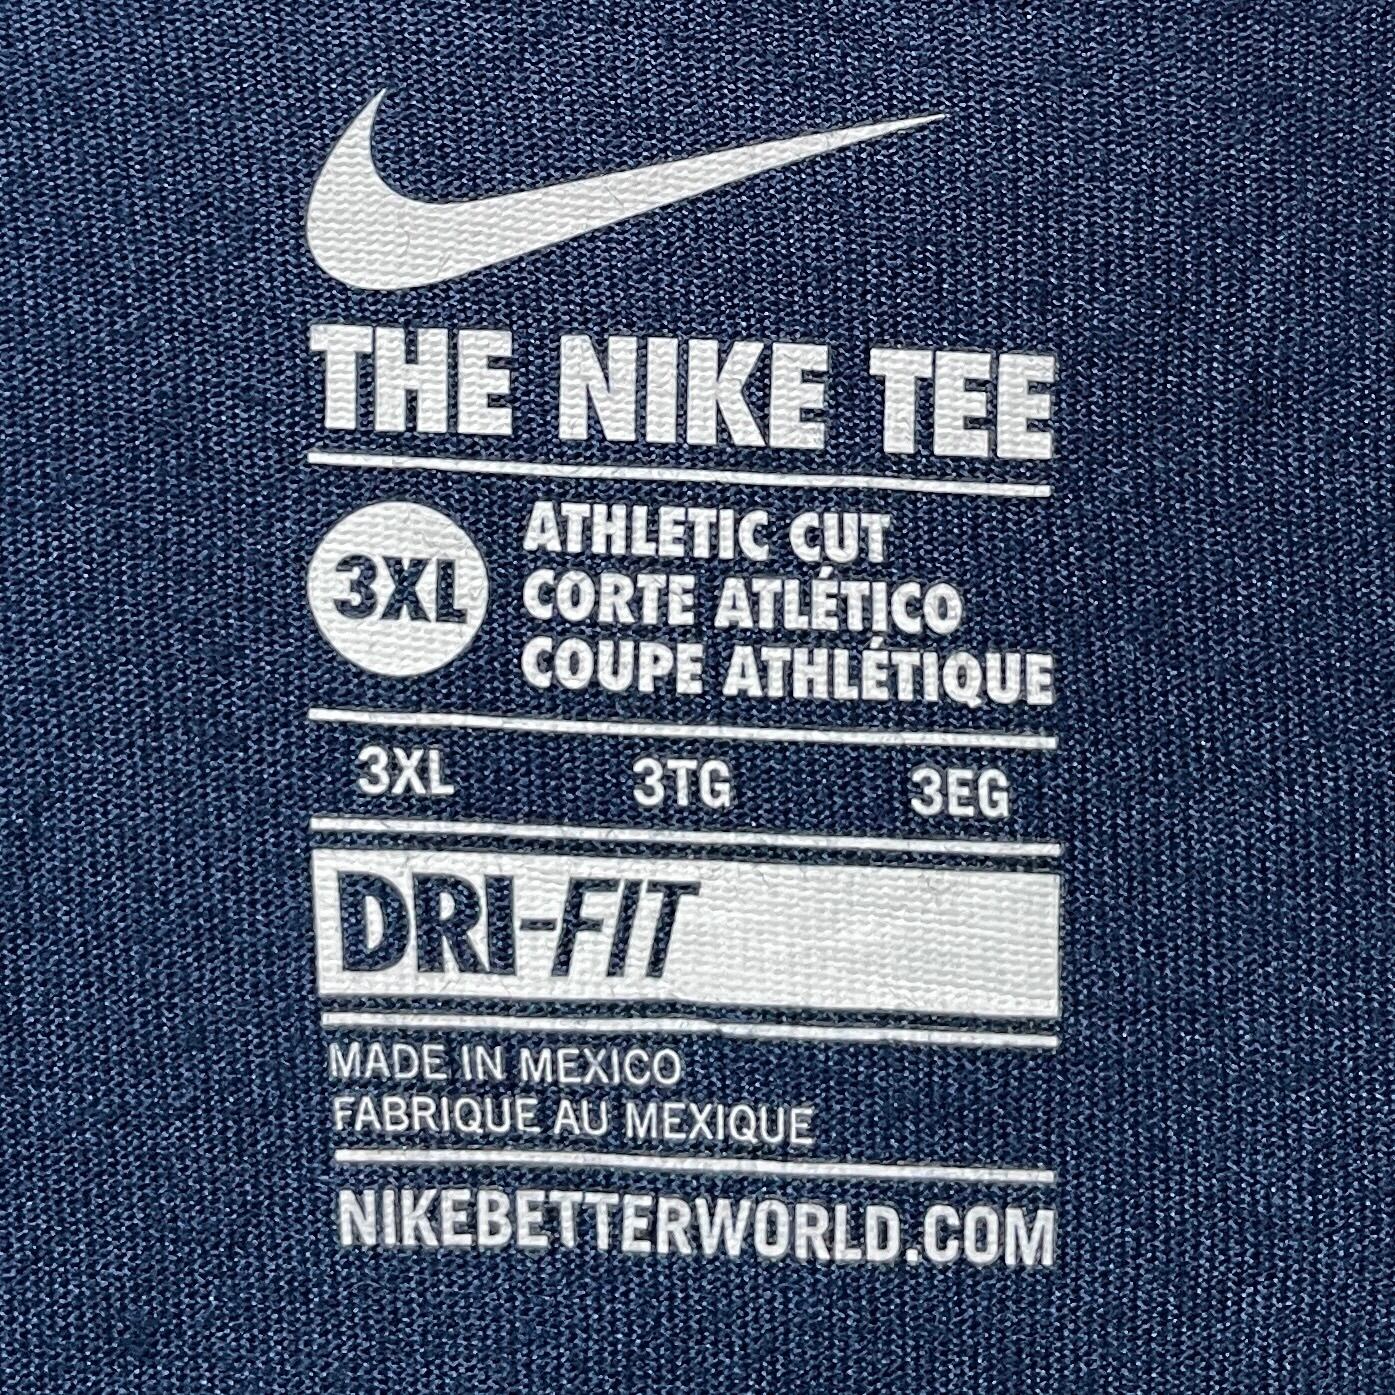 THE NIKE TEE
3XL
ATHLETIC CUT
CORTE ATLÉTICO
COUPE ATHLÉTIQUE
3XL 3TG 3EG
DRI-FIT
MADE IN MEXICO
FABRIQUE AU MEXIQUE
NIKEBETTERWORLD.COM